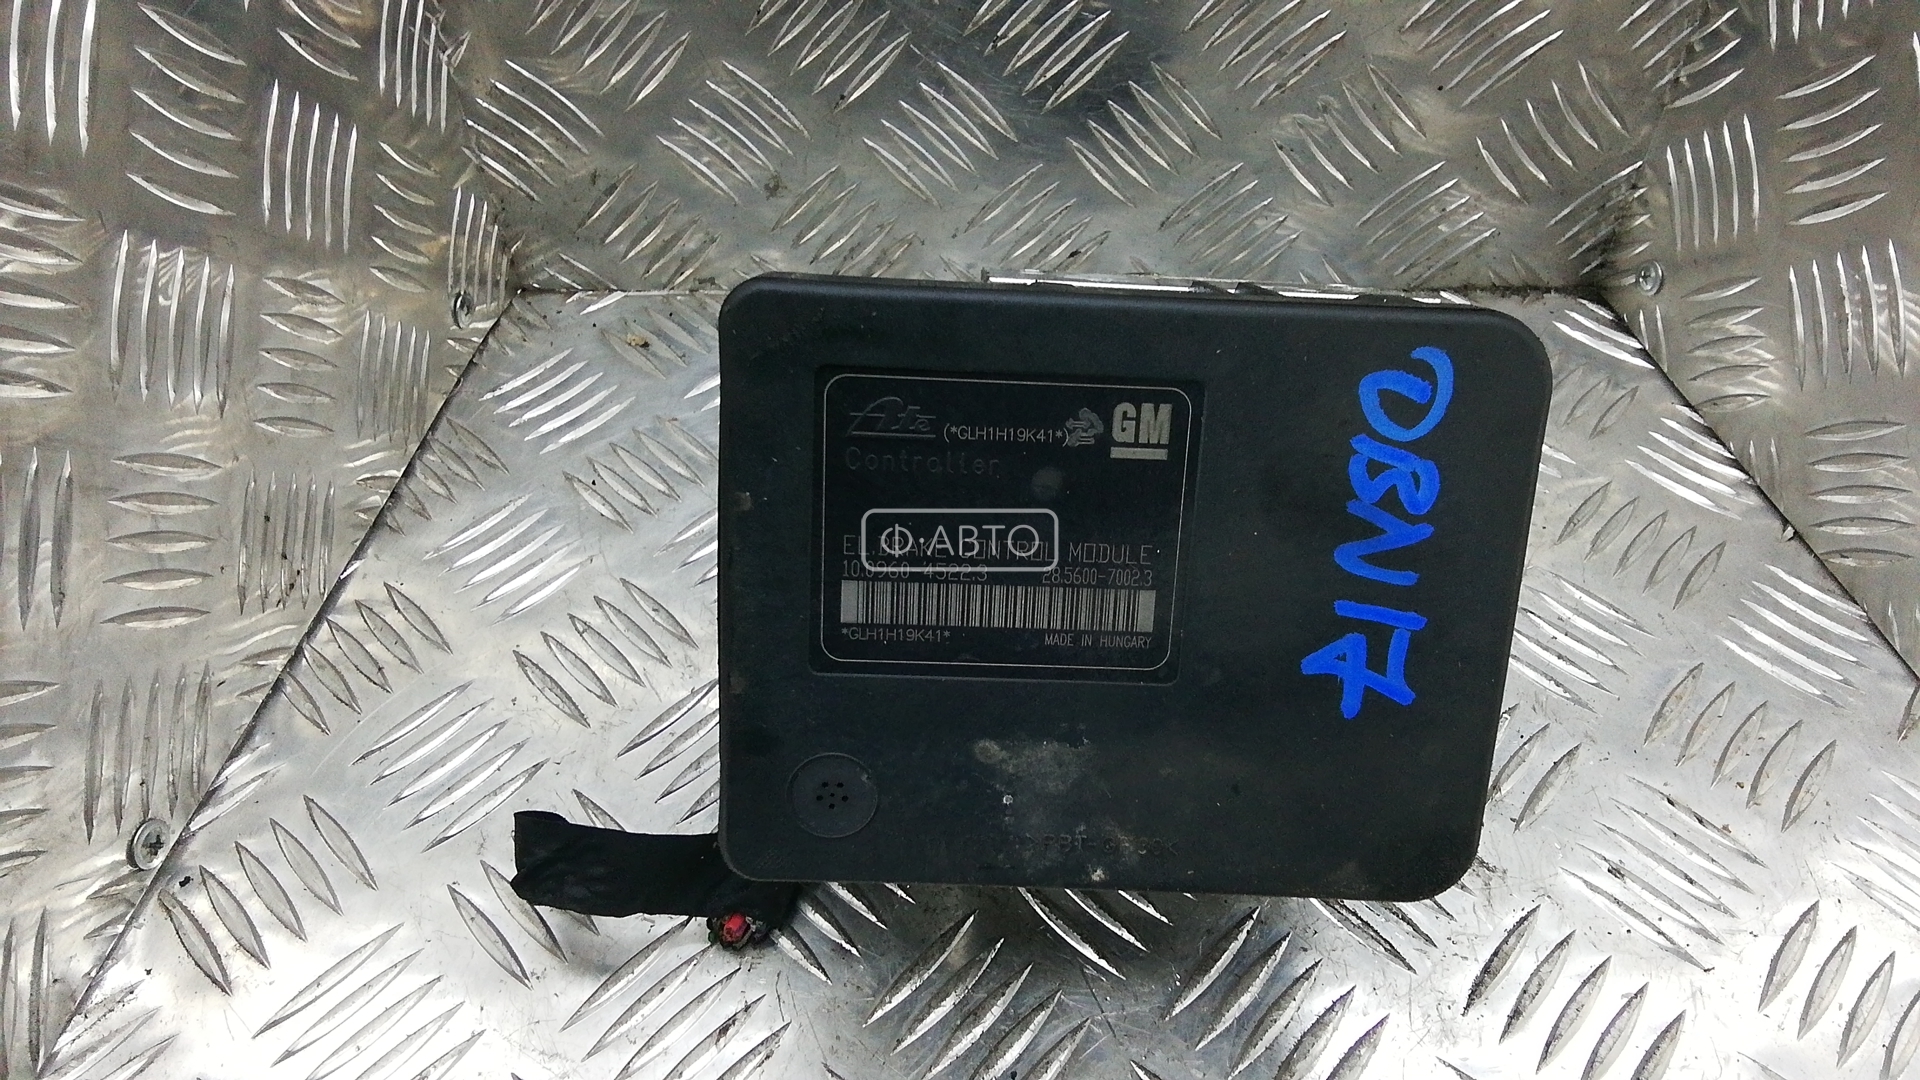 Ate (*GLH1H19K41*) GM
Controller
Ф·АВТО
EL.BRAKE CONTROL MODULE
10.0960-4522.3 28.5600-7002.3
*GLH1H19K41*
MADE IN HUNGARY